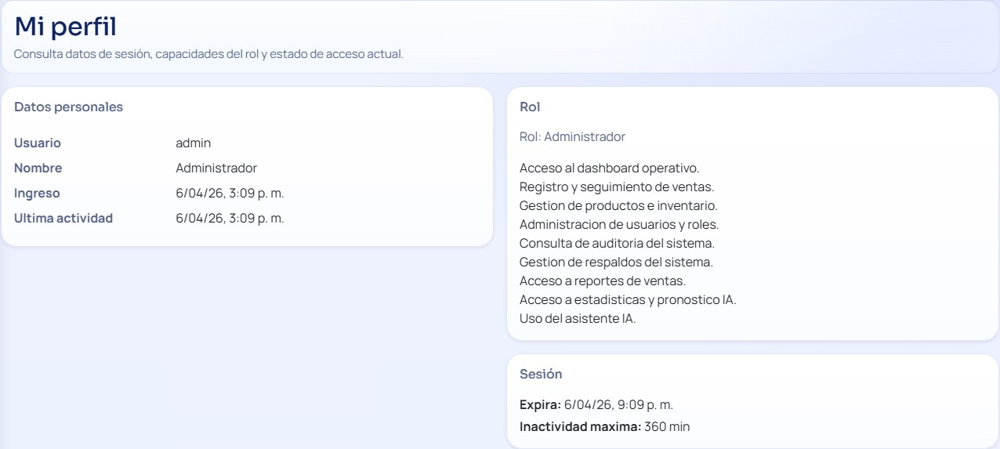 Mi perfil
Consulta datos de sesión, capacidades del rol y estado de acceso actual.
Datos personales
Usuario admin
Nombre Administrador
Ingreso 6/04/26, 3:09 p. m.
Ultima actividad 6/04/26, 3:09 p. m.
Rol
Rol: Administrador
Acceso al dashboard operativo.
Registro y seguimiento de ventas.
Gestion de productos e inventario.
Administracion de usuarios y roles.
Consulta de auditoria del sistema.
Gestion de respaldos del sistema.
Acceso a reportes de ventas.
Acceso a estadisticas y pronostico IA.
Uso del asistente IA.
Sesión
Expira: 6/04/26, 9:09 p. m.
Inactividad maxima: 360 min